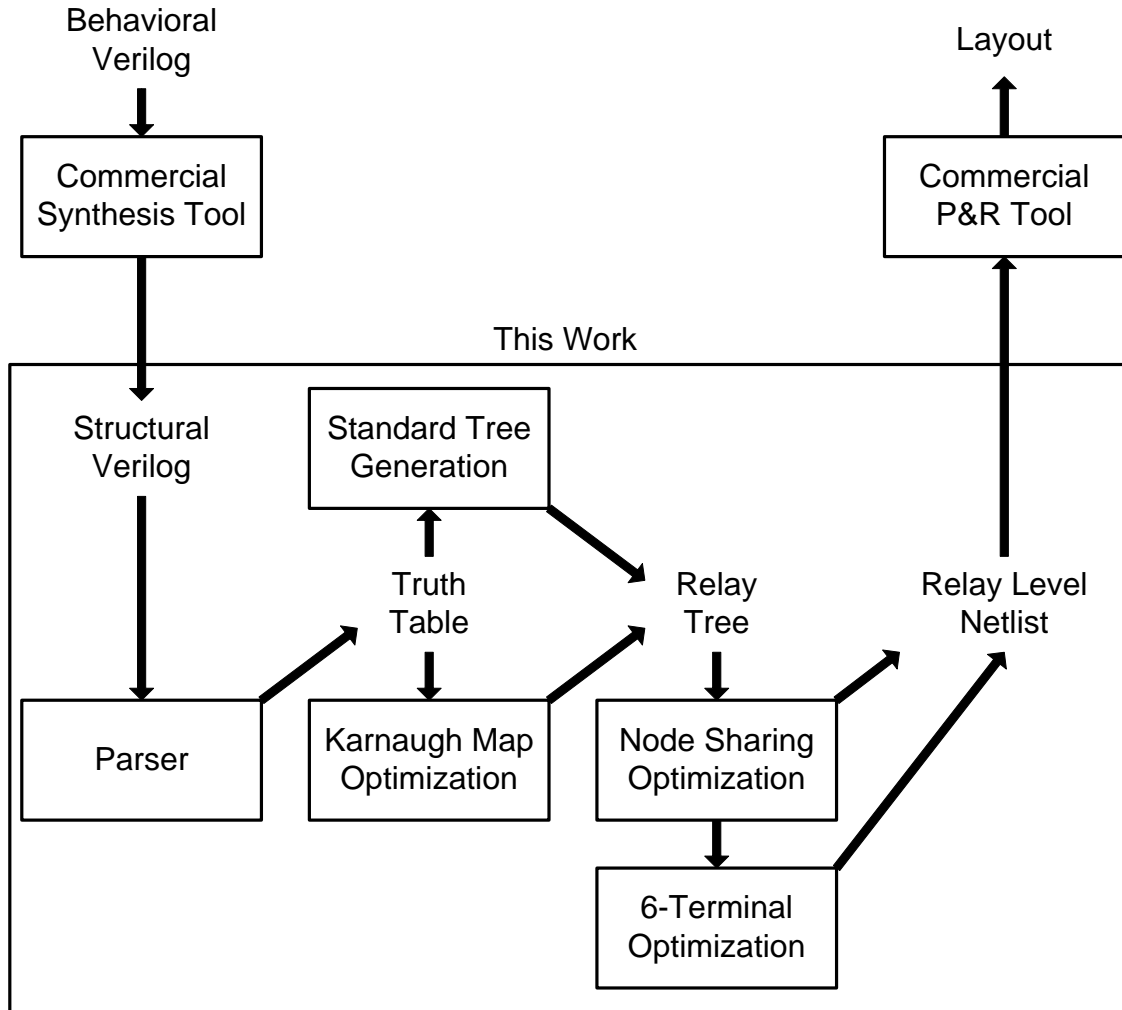 Behavioral
Verilog
Layout
Commercial
Synthesis Tool
Commercial
P&R Tool
This Work
Structural
Verilog
Standard Tree
Generation
Truth
Table
Relay
Tree
Relay Level
Netlist
Parser
Karnaugh Map
Optimization
Node Sharing
Optimization
6-Terminal
Optimization